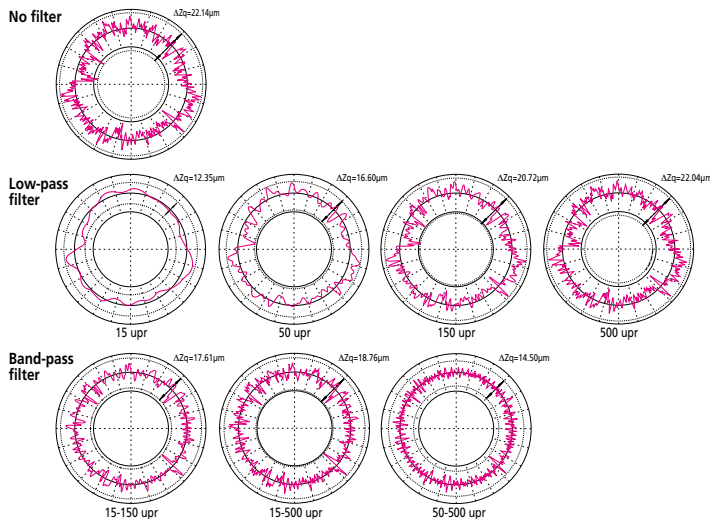 No filter
ΔZq=22.14µm
Low-pass
filter
ΔZq=12.35µm
ΔZq=16.60µm
ΔZq=20.72µm
ΔZq=22.04µm
15 upr
50 upr
150 upr
500 upr
Band-pass
filter
ΔZq=17.61µm
ΔZq=18.76µm
ΔZq=14.50µm
15-150 upr
15-500 upr
50-500 upr